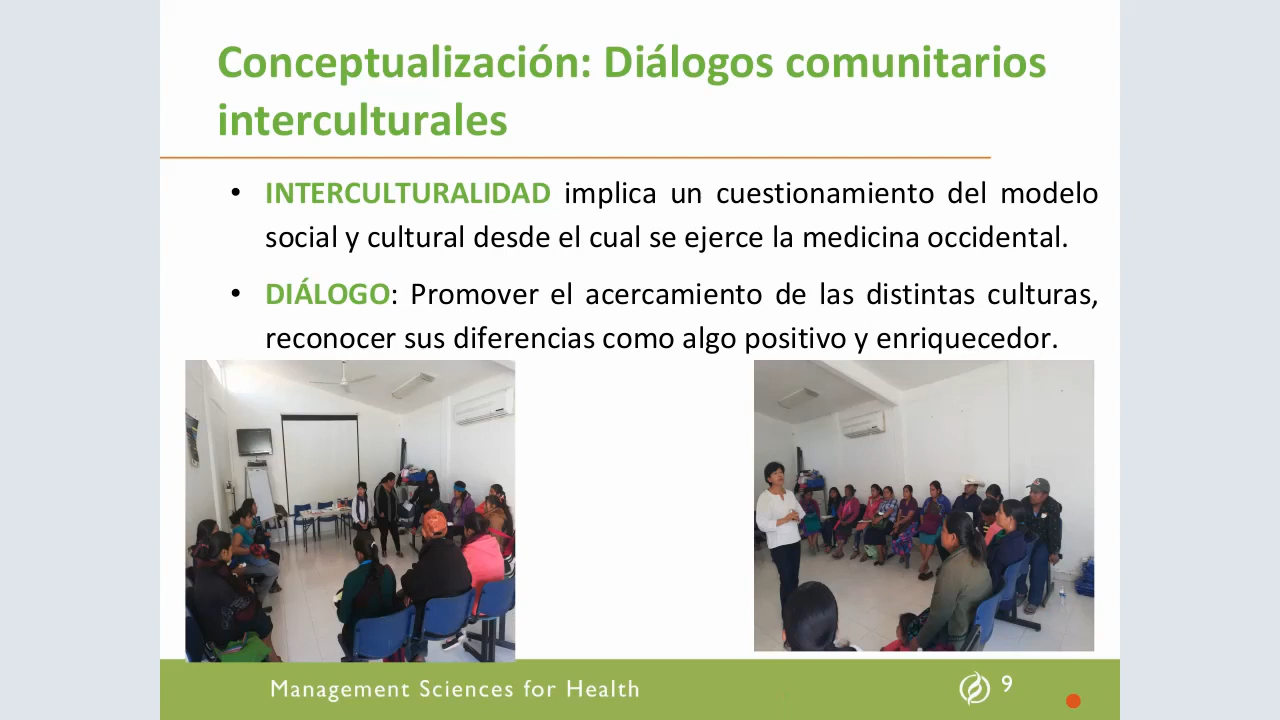 Conceptualización: Diálogos comunitarios
interculturales
• INTERCULTURALIDAD implica un cuestionamiento del modelo
social y cultural desde el cual se ejerce la medicina occidental.
• DIÁLOGO: Promover el acercamiento de las distintas culturas,
reconocer sus diferencias como algo positivo y enriquecedor.
Management Sciences for Health
9